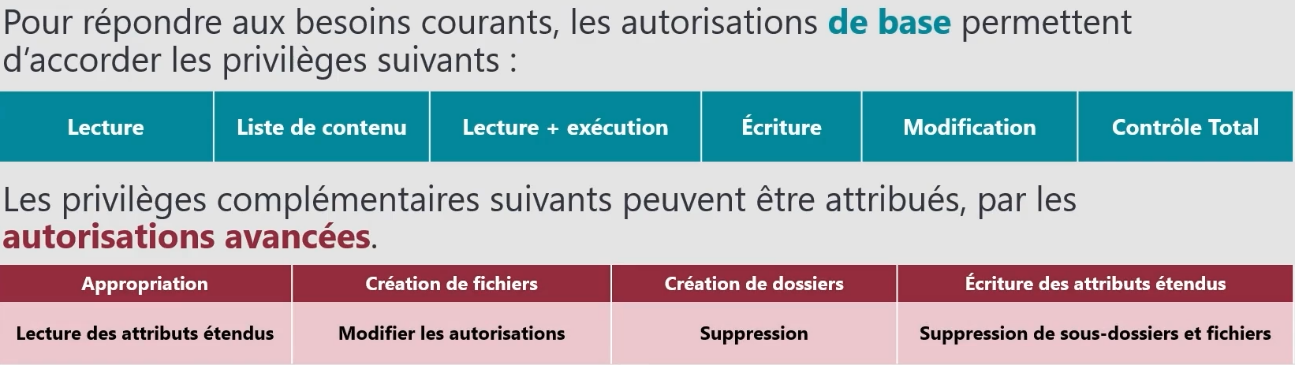 Pour répondre aux besoins courants, les autorisations de base permettent
d’accorder les privilèges suivants :
Lecture Liste de contenu Lecture + exécution Écriture Modification Contrôle Total
Les privilèges complémentaires suivants peuvent être attribués, par les
autorisations avancées.
Appropriation Création de fichiers Création de dossiers Écriture des attributs étendus
Lecture des attributs étendus Modifier les autorisations Suppression Suppression de sous-dossiers et fichiers